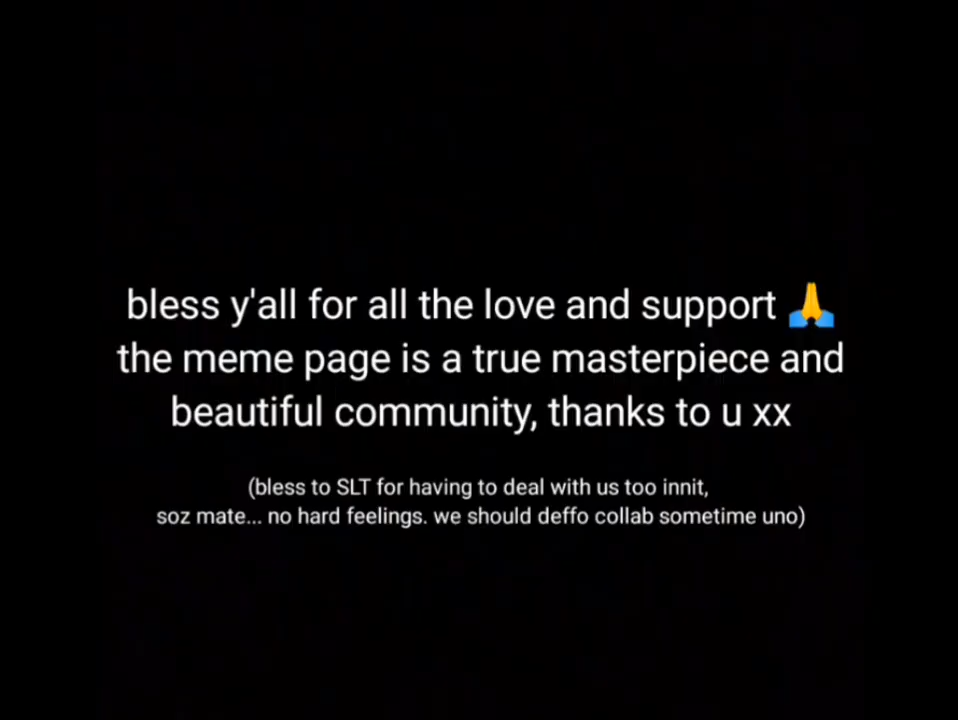 bless y'all for all the love and support 🙏
the meme page is a true masterpiece and
beautiful community, thanks to u xx
(bless to SLT for having to deal with us too innit,
soz mate... no hard feelings. we should deffo collab sometime uno)